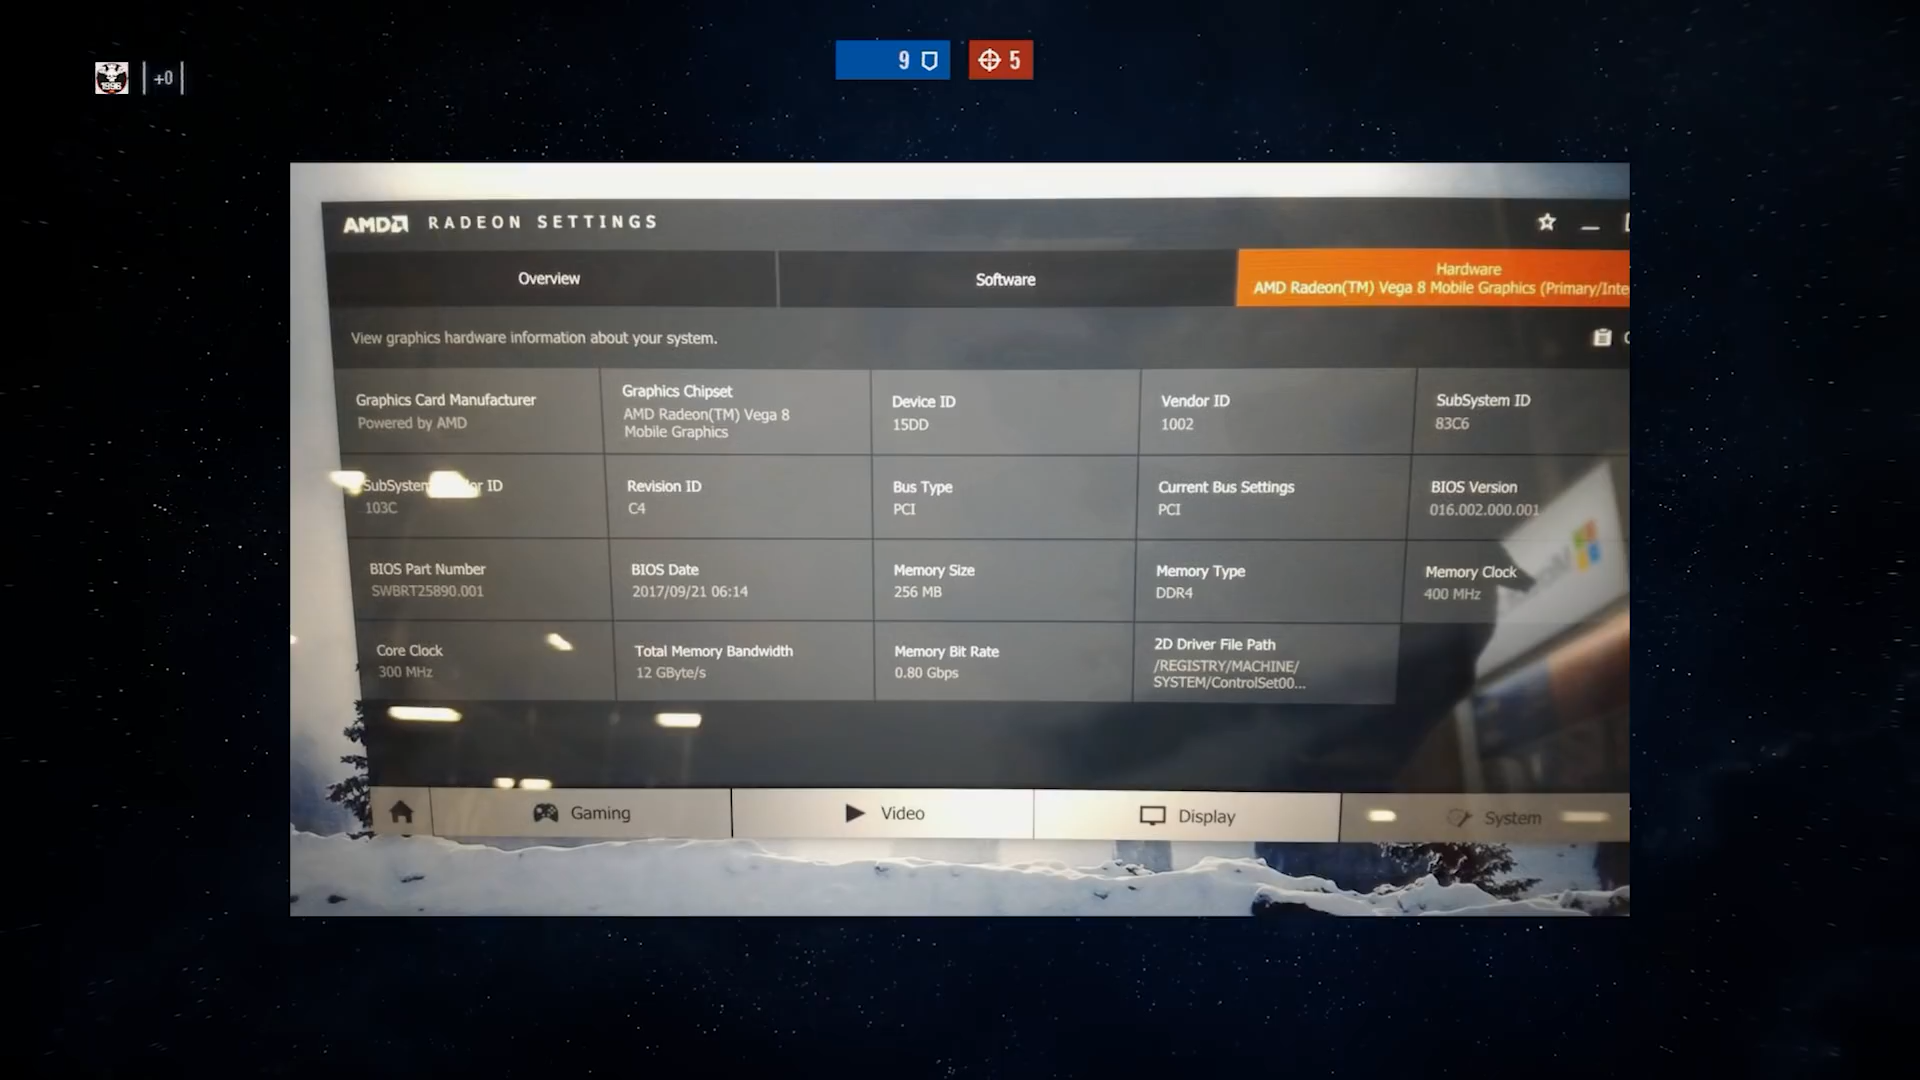 1998
+0
9
5
AMD RADEON SETTINGS
Overview
Software
Hardware
AMD Radeon(TM) Vega 8 Mobile Graphics (Primary/Inte
View graphics hardware information about your system.
Graphics Card Manufacturer
Powered by AMD
Graphics Chipset
AMD Radeon(TM) Vega 8
Mobile Graphics
Device ID
15DD
Vendor ID
1002
SubSystem ID
83C6
SubSystem ID
103C
Revision ID
C4
Bus Type
PCI
Current Bus Settings
PCI
BIOS Version
016.002.000.001
BIOS Part Number
SWBRT25890.001
BIOS Date
2017/09/21 06:14
Memory Size
256 MB
Memory Type
DDR4
Memory Clock
400 MHz
Core Clock
300 MHz
Total Memory Bandwidth
12 GByte/s
Memory Bit Rate
0.80 Gbps
2D Driver File Path
/REGISTRY/MACHINE/
SYSTEM/ControlSet00...
Gaming
Video
Display
System